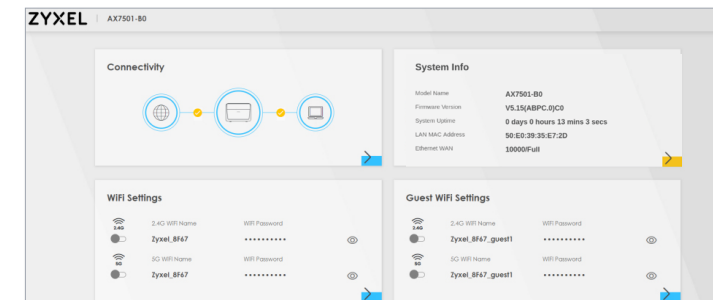 ZYXEL AX7501-B0
Connectivity
System Info
Model Name AX7501-B0
Firmware Version V5.15(ABPC.0)C0
System Uptime 0 days 0 hours 13 mins 3 secs
LAN MAC Address 50:E0:39:35:E7:2D
Ethernet WAN 10000/Full
WiFi Settings
2.4G 2.4G WiFi Name WiFi Password
Zyxel_8F67 ••••••••••
5G 5G WiFi Name WiFi Password
Zyxel_8F67 ••••••••••
Guest WiFi Settings
2.4G 2.4G WiFi Name WiFi Password
Zyxel_8F67_guest1 ••••••••••
5G 5G WiFi Name WiFi Password
Zyxel_8F67_guest1 ••••••••••